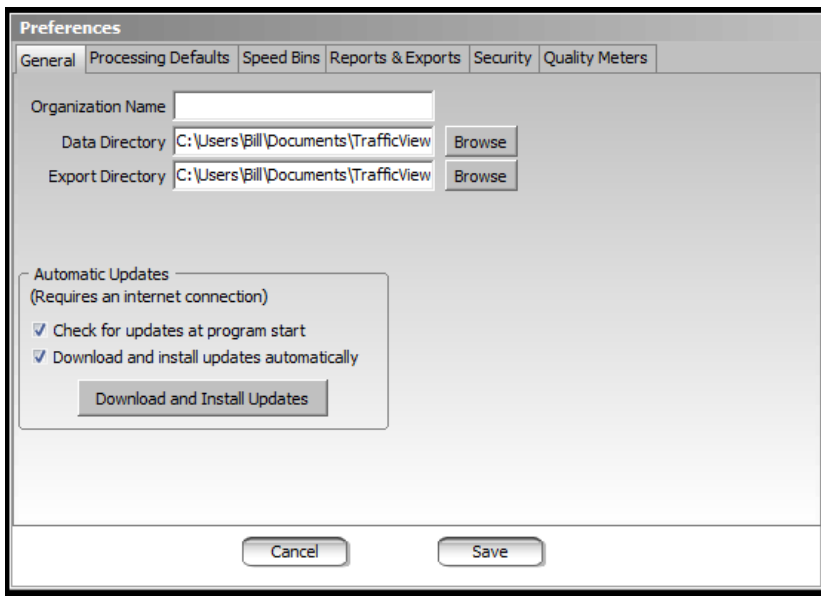 Preferences
General Processing Defaults Speed Bins Reports & Exports Security Quality Meters
Organization Name
Data Directory C:\Users\Bill\Documents\TrafficView Browse
Export Directory C:\Users\Bill\Documents\TrafficView Browse
Automatic Updates
(Requires an internet connection)
Check for updates at program start
Download and install updates automatically
Download and Install Updates
Cancel Save